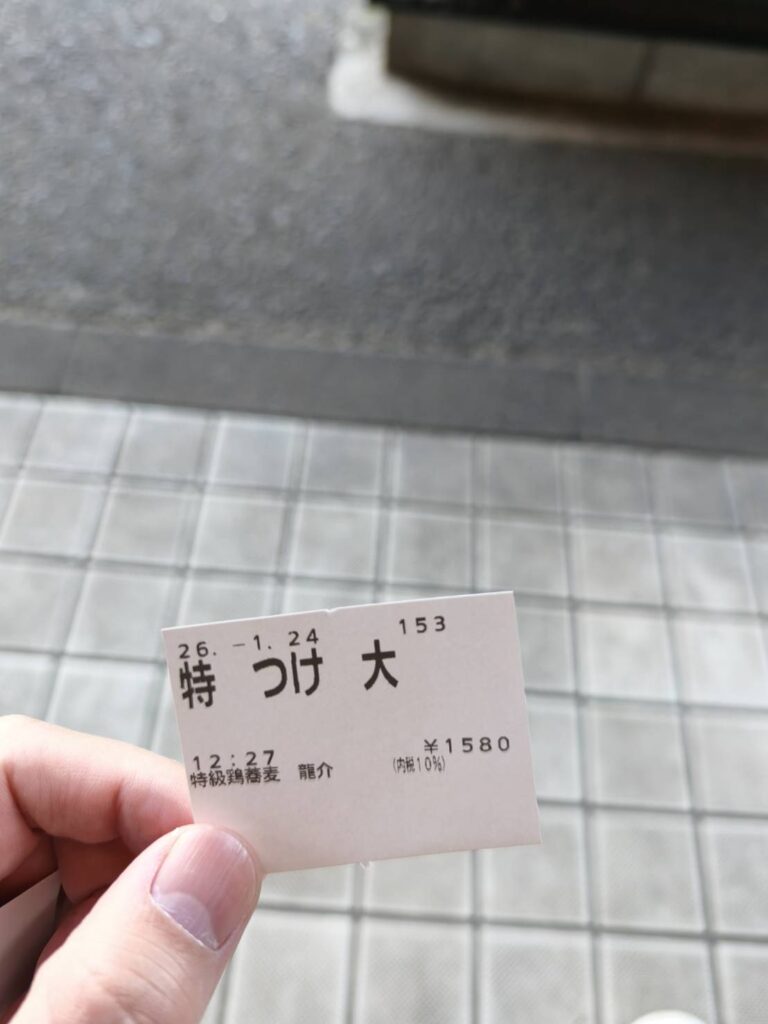 26.-1.24 153
特 つけ 大
12:27 ¥1580
特級鶏蕎麦 龍介 (内税10%)